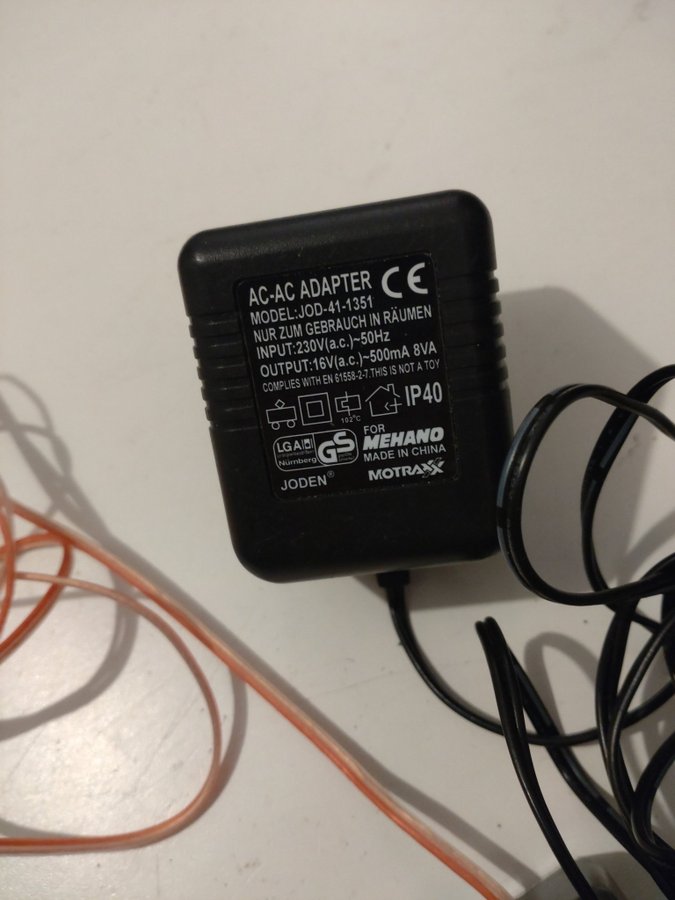 AC-AC ADAPTER CE
MODEL:JOD-41-1351
NUR ZUM GEBRAUCH IN RÄUMEN
INPUT:230V(a.c.)~50Hz
OUTPUT:16V(a.c.)~500mA 8VA
COMPLIES WITH EN 61558-2-7.THIS IS NOT A TOY
102°C
IP40
LGA
Nürnberg
GS
FOR
MEHANO
MADE IN CHINA
JODEN®
MOTRAXX